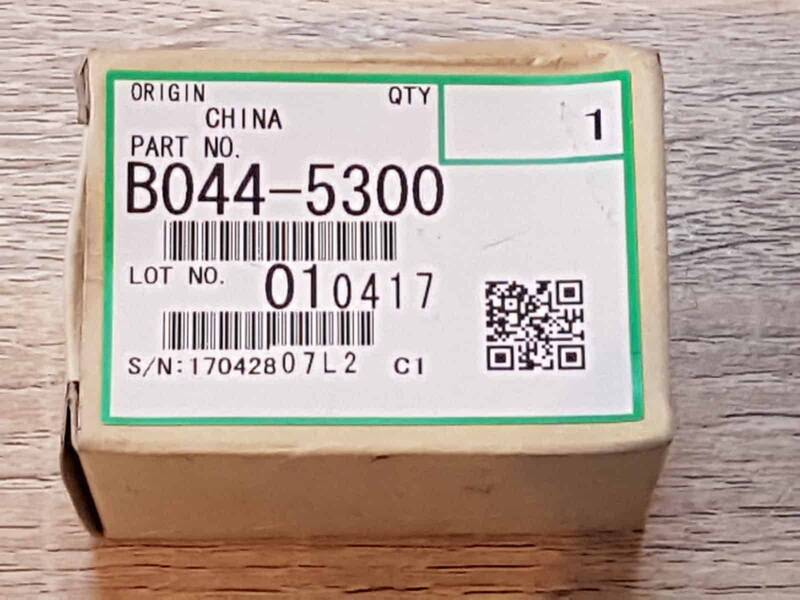 ORIGIN QTY
CHINA 1
PART NO.
B044-5300
LOT NO. 010417
S/N:17042807L2 C1